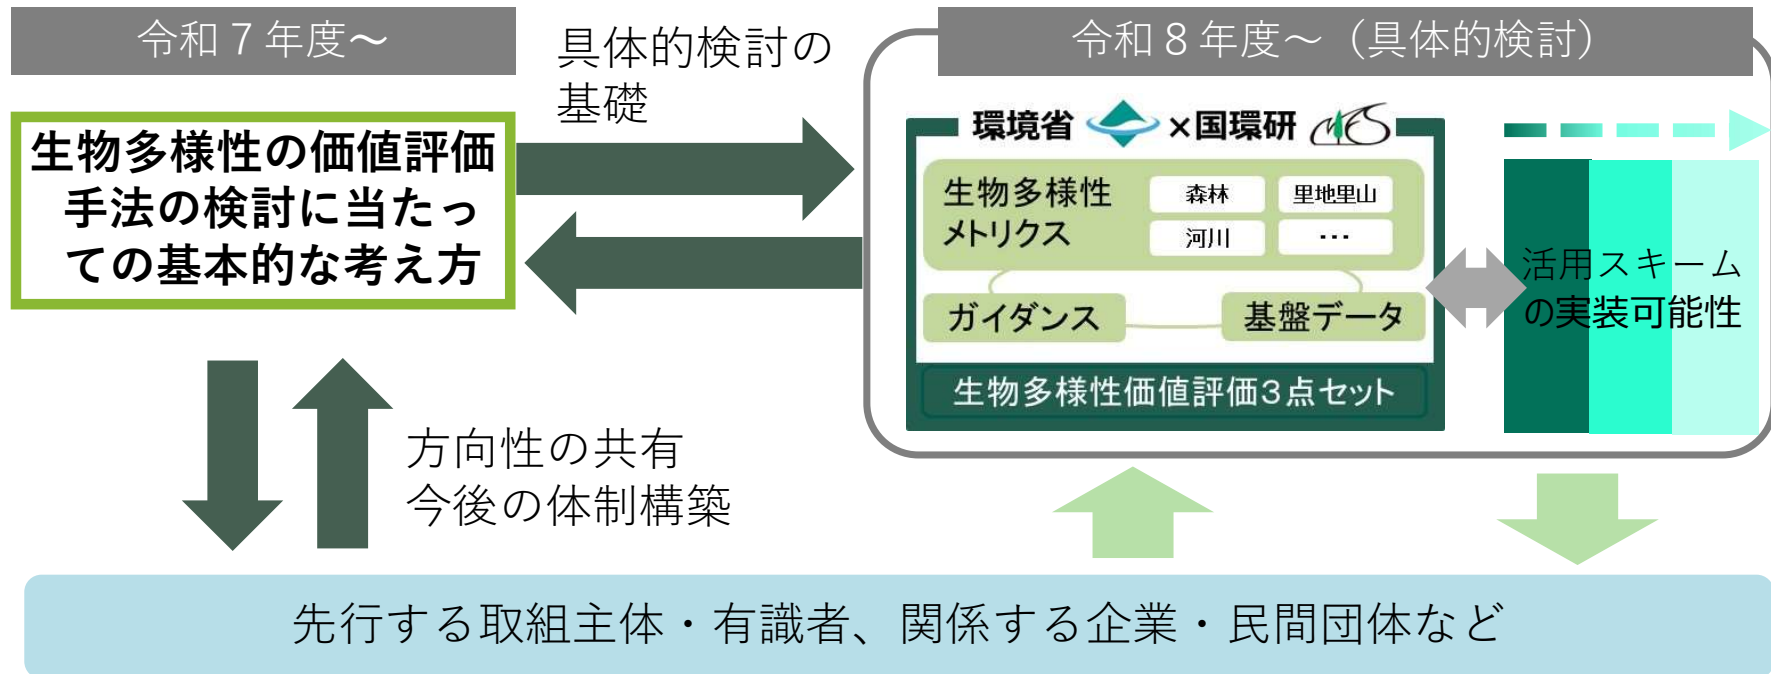 令和７年度～
具体的検討の
基礎
令和８年度～（具体的検討）
生物多様性の価値評価
手法の検討に当たっ
ての基本的な考え方
環境省 ×国環研 NIES
生物多様性
メトリクス
森林
里地里山
河川
…
ガイダンス
基盤データ
生物多様性価値評価3点セット
活用スキーム
の実装可能性
方向性の共有
今後の体制構築
先行する取組主体・有識者、関係する企業・民間団体など